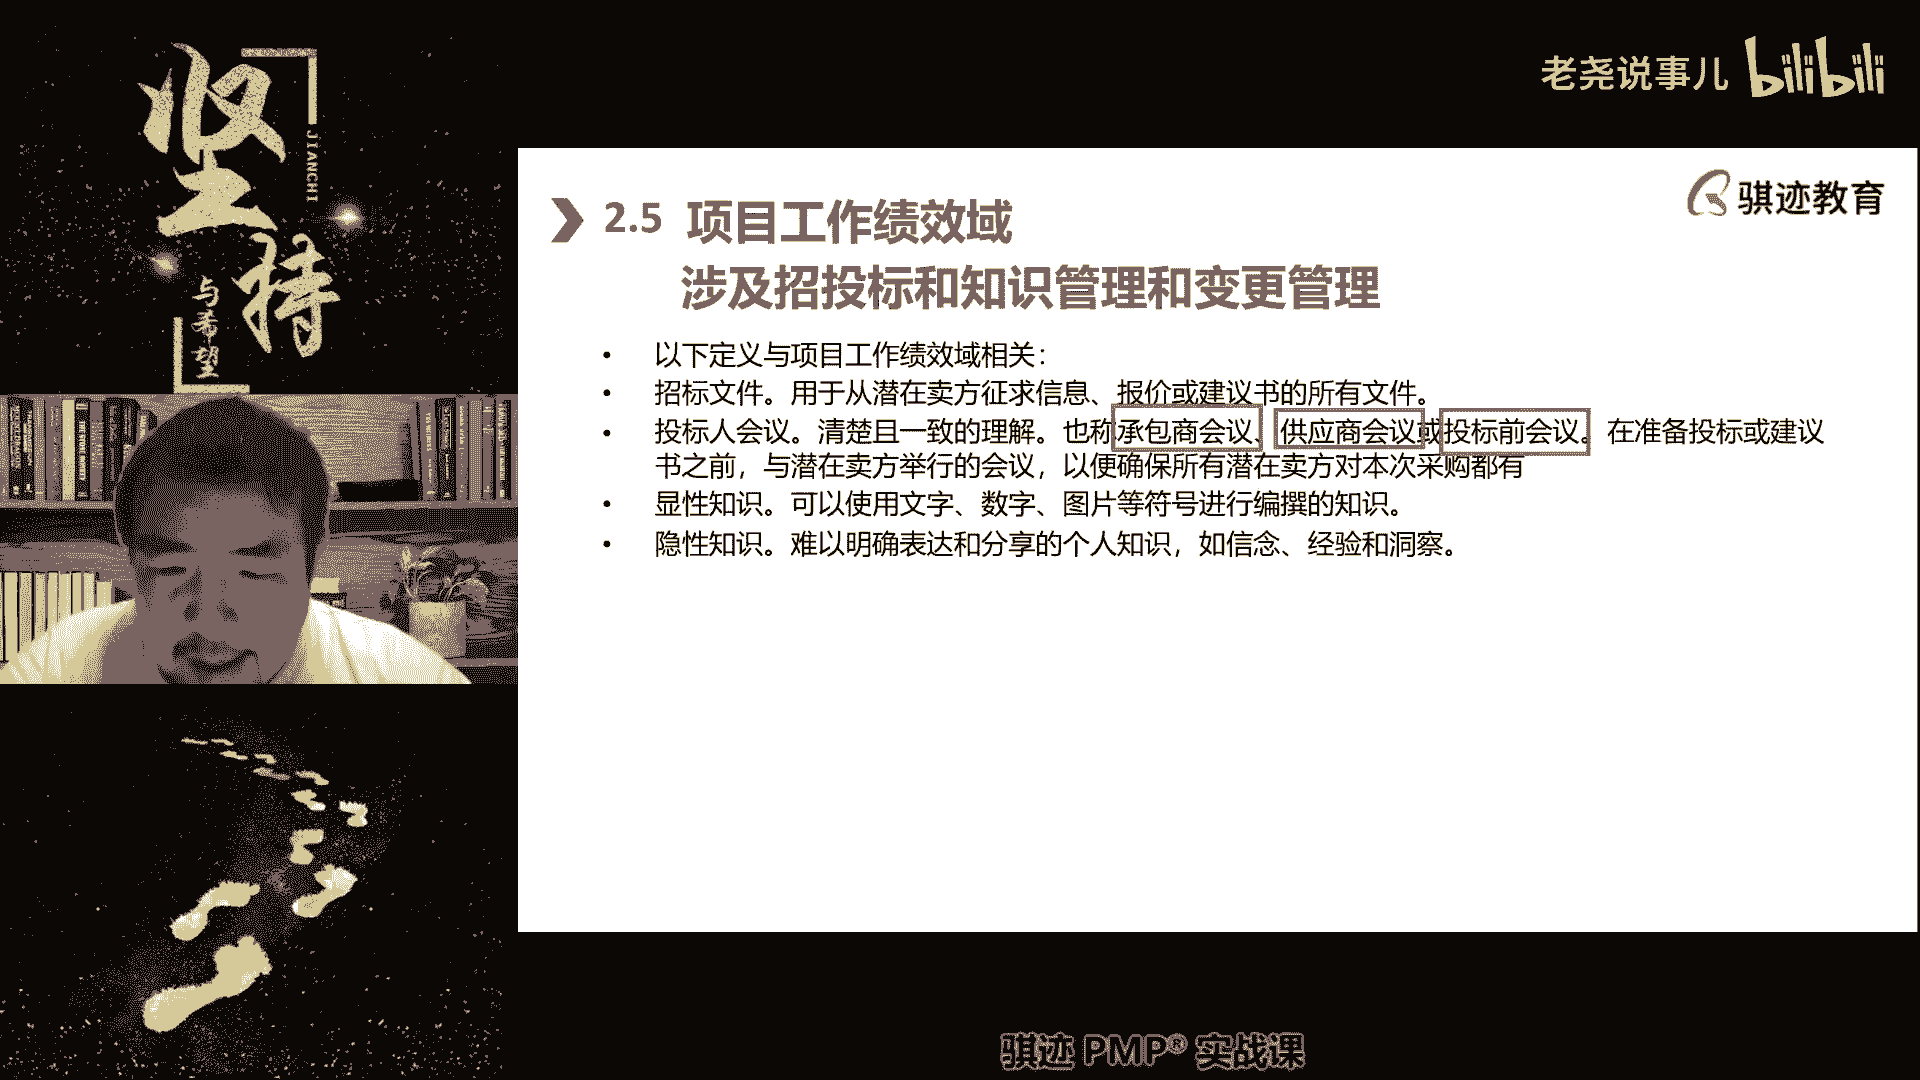 坚持
JIANCHI
与希望
老尧说事儿 bilibili
骐迹教育
2.5 项目工作绩效域
涉及招投标和知识管理和变更管理
• 以下定义与项目工作绩效域相关：
• 招标文件。用于从潜在卖方征求信息、报价或建议书的所有文件。
• 投标人会议。清楚且一致的理解。也称承包商会议、供应商会议或投标前会议。在准备投标或建议
书之前，与潜在卖方举行的会议，以便确保所有潜在卖方对本次采购都有
• 显性知识。可以使用文字、数字、图片等符号进行编撰的知识。
• 隐性知识。难以明确表达和分享的个人知识，如信念、经验和洞察。
骐迹 PMP® 实战课